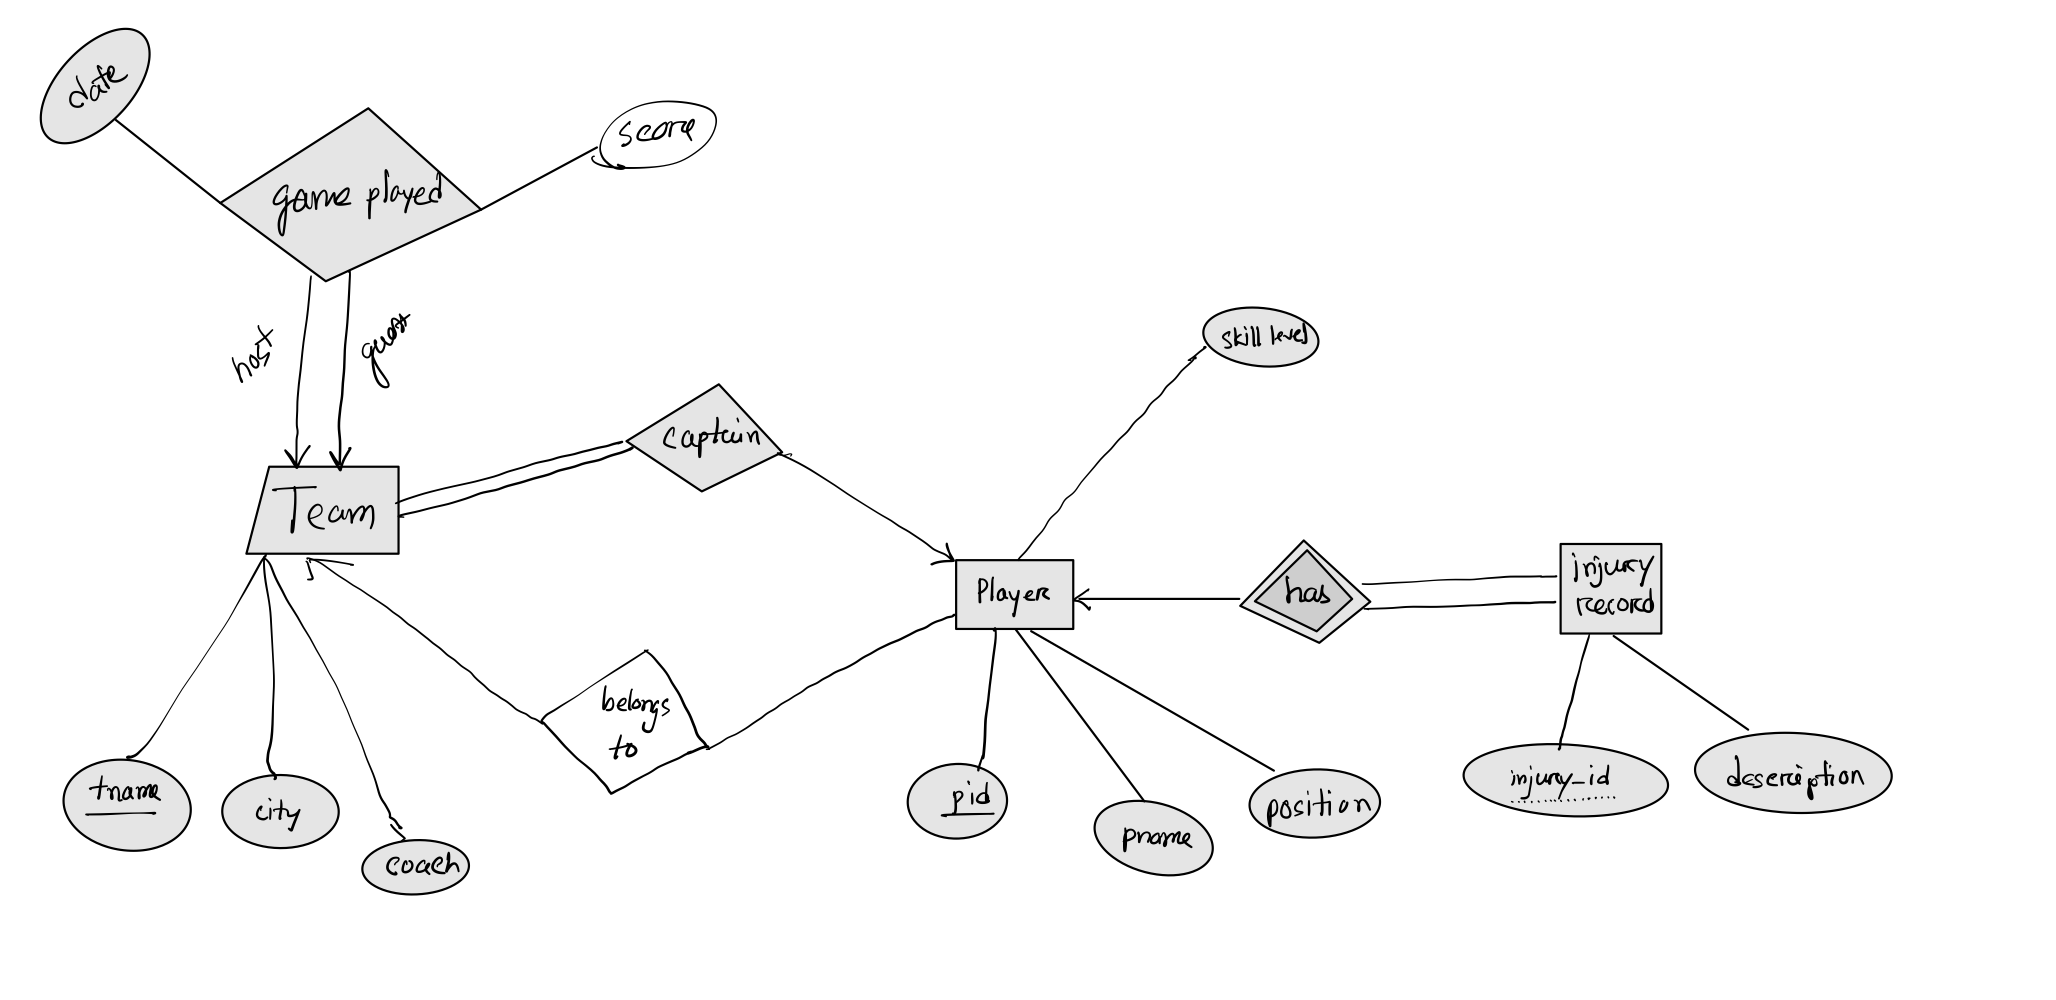 date
score
game played
host
guest
skill level
captain
Team
Player
has
injury
record
belongs
to
tname
city
coach
pid
pname
position
injury_id
description